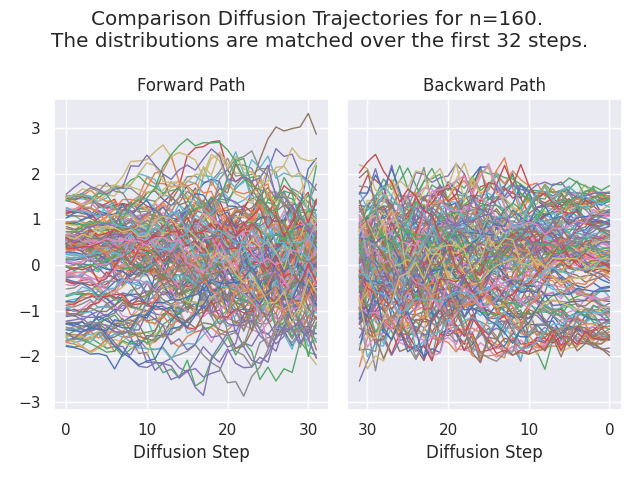 Comparison Diffusion Trajectories for n=160.
The distributions are matched over the first 32 steps.
Forward Path
Backward Path
3
2
1
0
−1
−2
−3
0
10
20
30
30
20
10
0
Diffusion Step
Diffusion Step